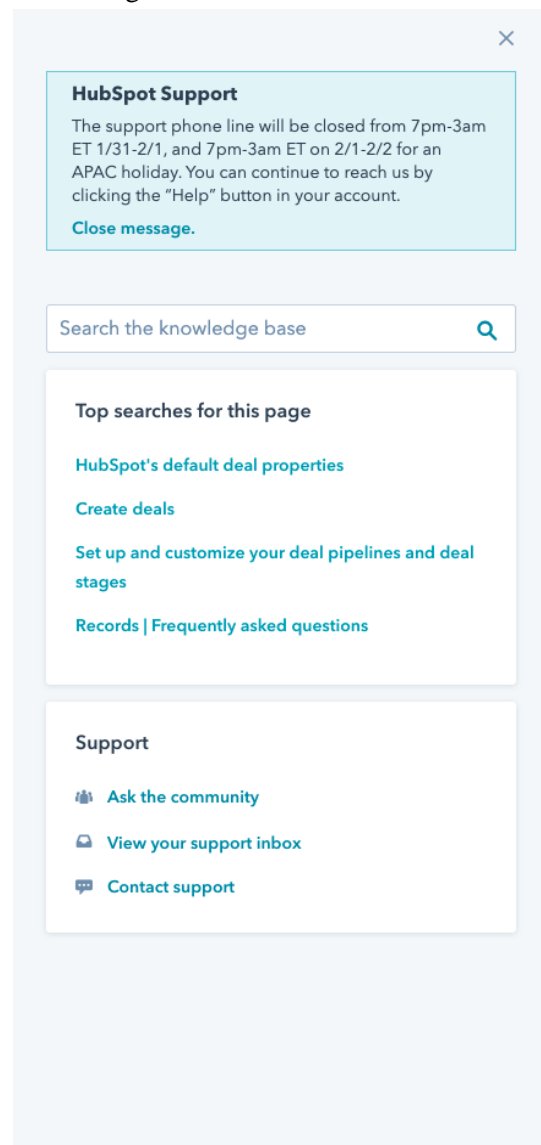 HubSpot Support
The support phone line will be closed from 7pm-3am
ET 1/31-2/1, and 7pm-3am ET on 2/1-2/2 for an
APAC holiday. You can continue to reach us by
clicking the "Help" button in your account.
Close message.
Search the knowledge base
Top searches for this page
HubSpot's default deal properties
Create deals
Set up and customize your deal pipelines and deal
stages
Records | Frequently asked questions
Support
Ask the community
View your support inbox
Contact support